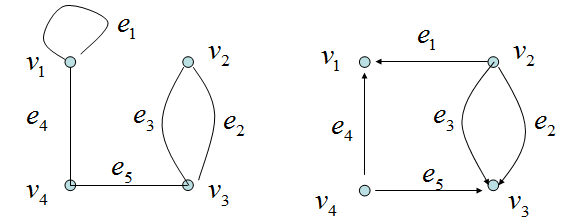 e₁
v₁ v₂
e₄ e₃ e₂
e₅
v₄ v₃
e₁
v₁ v₂
e₄ e₃ e₂
e₅
v₄ v₃